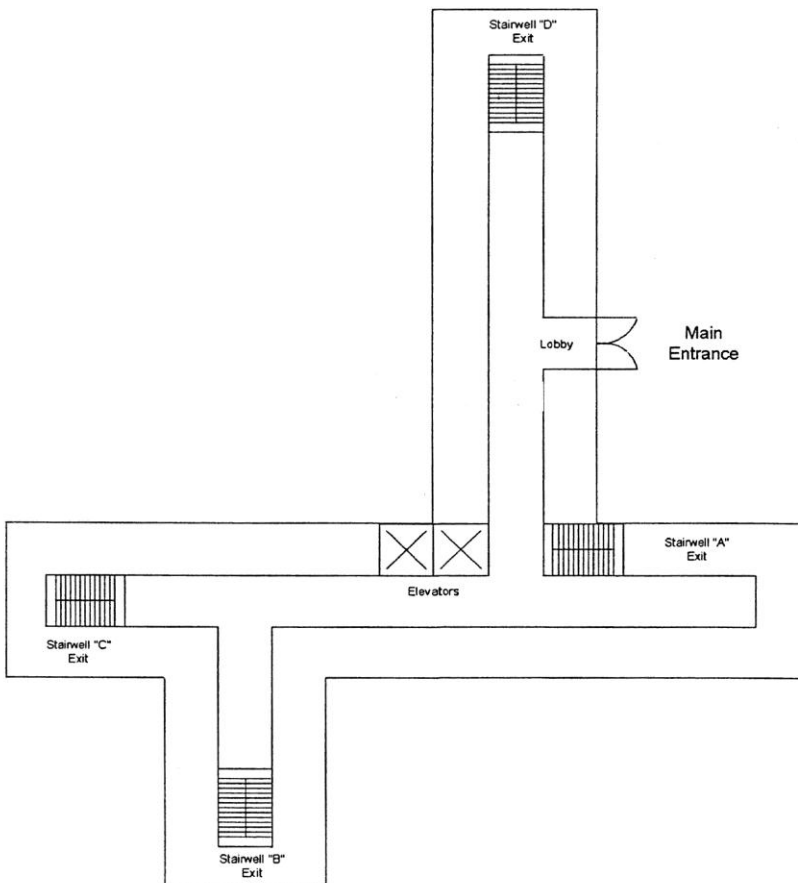 Stairwell "D"
Exit
Lobby
Main
Entrance
Stairwell "A"
Exit
Elevators
Stairwell "C"
Exit
Stairwell "B"
Exit